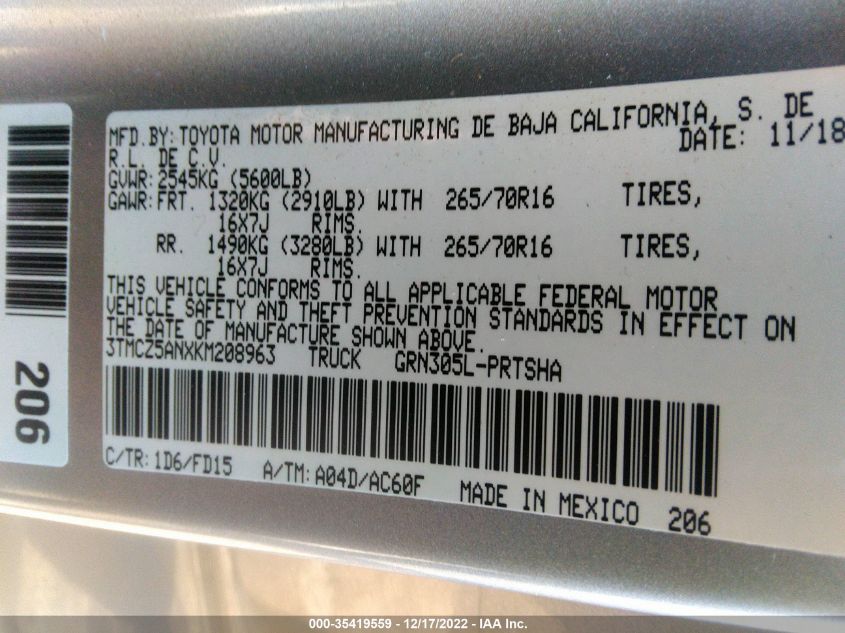 MFD.BY:TOYOTA MOTOR MANUFACTURING DE BAJA CALIFORNIA, S. DE
R.L. DE C.V. DATE: 11/18
GVWR:2545KG (5600LB)
GAWR:FRT. 1320KG (2910LB) WITH 265/70R16 TIRES,
16X7J RIMS.
RR. 1490KG (3280LB) WITH 265/70R16 TIRES,
16X7J RIMS.
THIS VEHICLE CONFORMS TO ALL APPLICABLE FEDERAL MOTOR
VEHICLE SAFETY AND THEFT PREVENTION STANDARDS IN EFFECT ON
THE DATE OF MANUFACTURE SHOWN ABOVE.
3TMCZ5ANXKM208963 TRUCK GRN305L-PRTSHA
C/TR:1D6/FD15 A/TM:A04D/AC60F MADE IN MEXICO 206
206
000-35419559 - 12/17/2022 - IAA Inc.